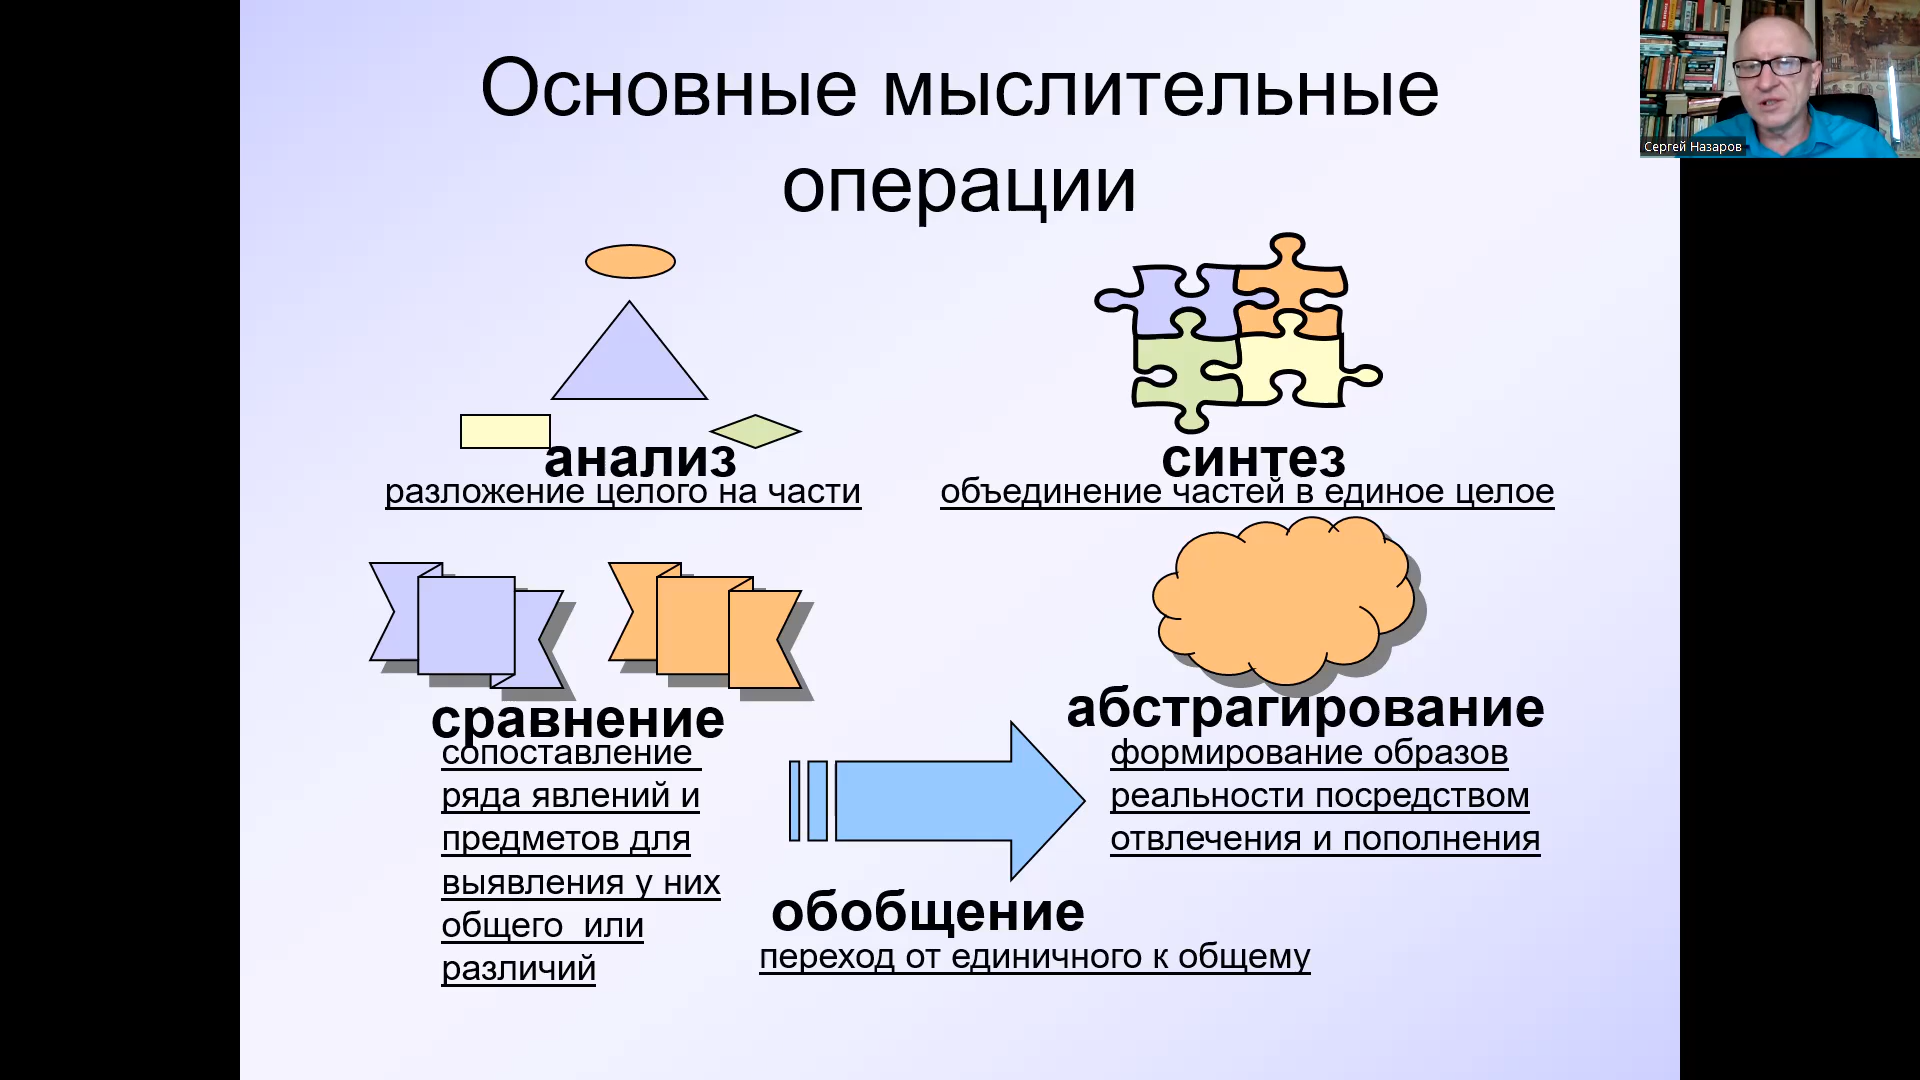 Основные мыслительные
операции
Сергей Назаров
анализ
разложение целого на части
синтез
объединение частей в единое целое
сравнение
сопоставление
ряда явлений и
предметов для
выявления у них
общего или
различий
абстрагирование
формирование образов
реальности посредством
отвлечения и пополнения
обобщение
переход от единичного к общему